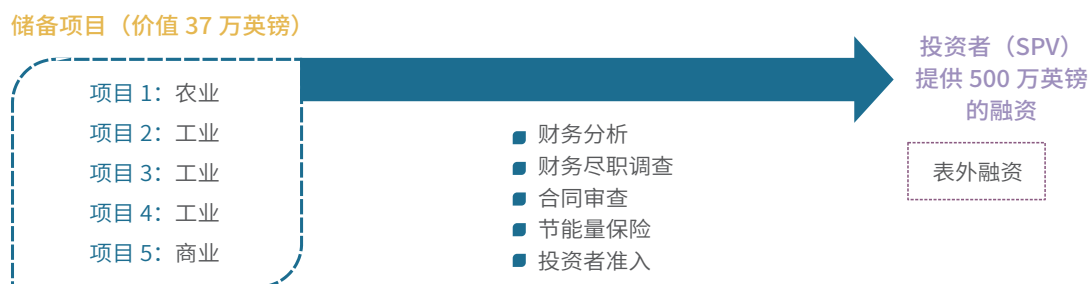 储备项目（价值 37 万英镑）
项目 1：农业
项目 2：工业
项目 3：工业
项目 4：工业
项目 5：商业
财务分析
财务尽职调查
合同审查
节能量保险
投资者准入
投资者（SPV）
提供 500 万英镑
的融资
表外融资